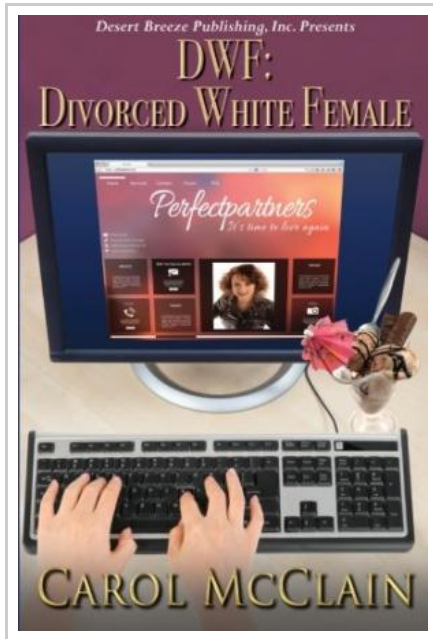 Desert Breeze Publishing, Inc. Presents
DWF:
DIVORCED WHITE FEMALE
Perfectpartners
It's time to love again
CAROL MCCLAIN